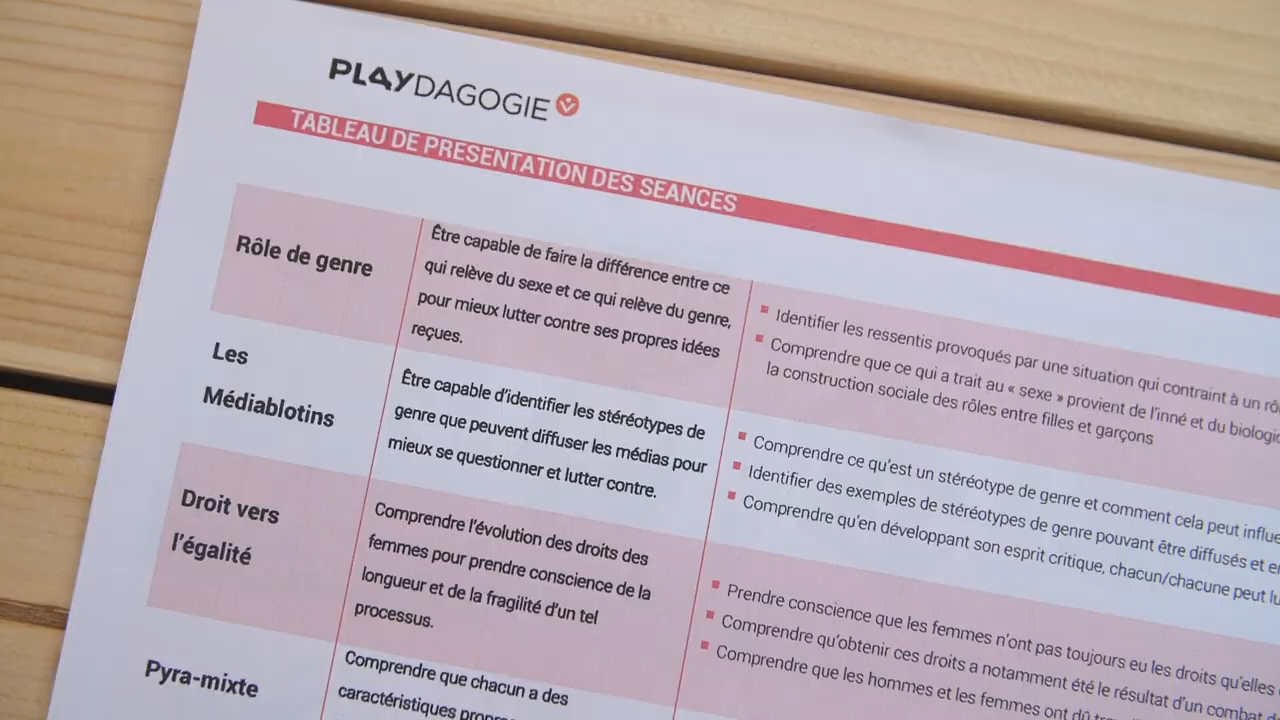 PLAYDAGOGIE
TABLEAU DE PRESENTATION DES SEANCES
Rôle de genre
Être capable de faire la différence entre ce
qui relève du sexe et ce qui relève du genre,
pour mieux lutter contre ses propres idées
reçues.
Identifier les ressentis provoqués par une situation qui contraint à un
Comprendre que ce qui a trait au « sexe » provient de l'inné et du
la construction sociale des rôles entre filles et garçons
Les
Médiablotins
Être capable d'identifier les stéréotypes de
genre que peuvent diffuser les médias pour
mieux se questionner et lutter contre.
Comprendre ce qu'est un stéréotype de genre et comment cela peut
Identifier des exemples de stéréotypes de genre pouvant être diffusés et
Comprendre qu'en développant son esprit critique, chacun/chacune peut
Droit vers
l'égalité
Comprendre l'évolution des droits des
femmes pour prendre conscience de la
longueur et de la fragilité d'un tel
processus.
Prendre conscience que les femmes n'ont pas toujours eu les droits qu'elles
Comprendre qu'obtenir ces droits a notamment été le résultat d'un combat
Comprendre que les hommes et les femmes ont dû
Pyra-mixte
Comprendre que chacun a des
caractéristiques